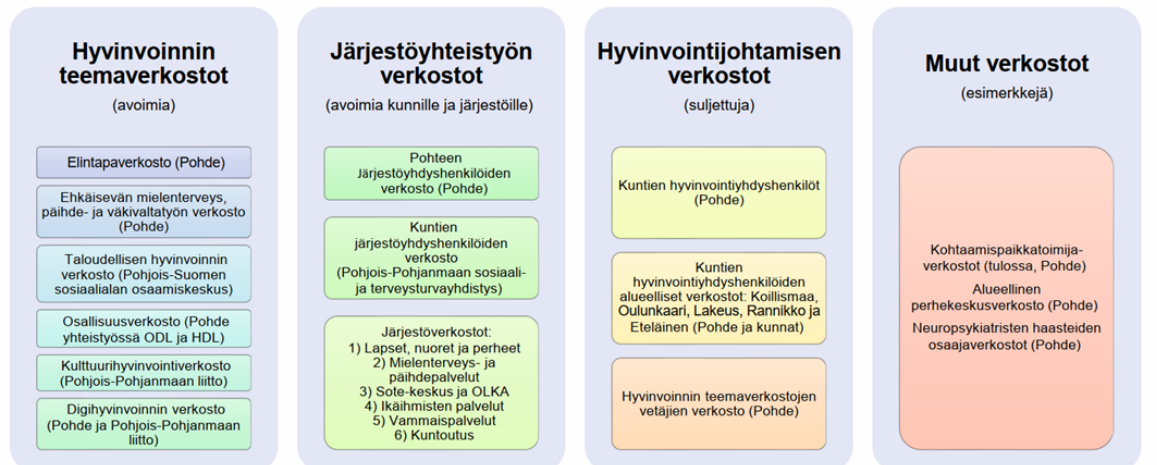 Hyvinvoinnin
teemaverkostot
(avoimia)
Elintapaverkosto (Pohde)
Ehkäisevän mielenterveys,
päihde- ja väkivaltatyön verkosto
(Pohde)
Taloudellisen hyvinvoinnin
verkosto (Pohjois-Suomen
sosiaalialan osaamiskeskus)
Osallisuusverkosto (Pohde
yhteistyössä ODL ja HDL)
Kulttuurihyvinvointiverkosto
(Pohjois-Pohjanmaan liitto)
Digihyvinvoinnin verkosto
(Pohde ja Pohjois-Pohjanmaan
liitto)
Järjestöyhteistyön
verkostot
(avoimia kunnille ja järjestöille)
Pohteen
Järjestöyhdyshenkilöiden
verkosto (Pohde)
Kuntien
järjestöyhdyshenkilöiden
verkosto
(Pohjois-Pohjanmaan sosiaali-
ja terveysturvayhdistys)
Järjestöverkostot:
1) Lapset, nuoret ja perheet
2) Mielenterveys- ja
päihdepalvelut
3) Sote-keskus ja OLKA
4) Ikäihmisten palvelut
5) Vammaispalvelut
6) Kuntoutus
Hyvinvointijohtamisen
verkostot
(suljettuja)
Kuntien hyvinvointiyhdyshenkilöt
(Pohde)
Kuntien
hyvinvointiyhdyshenkilöiden
alueelliset verkostot: Koillismaa,
Oulunkaari, Lakeus, Rannikko ja
Eteläinen (Pohde ja kunnat)
Hyvinvoinnin teemaverkostojen
vetäjien verkosto (Pohde)
Muut verkostot
(esimerkkejä)
Kohtaamispaikkatoimija-
verkostot (tulossa, Pohde)
Alueellinen
perhekeskusverkosto (Pohde)
Neuropsykiatristen haasteiden
osaajaverkostot (Pohde)